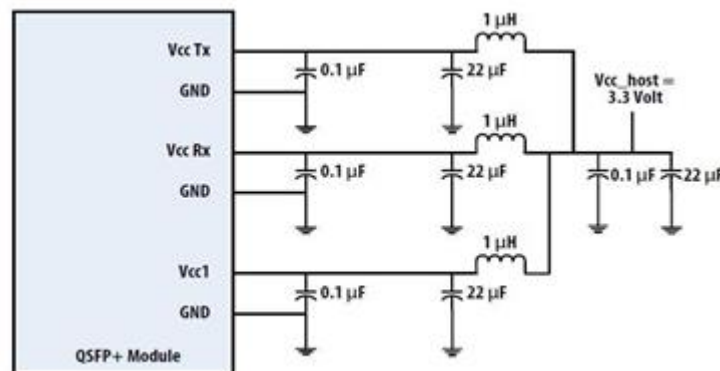 1 µH
Vcc Tx
0.1 µF
22 µF
GND
Vcc_host =
3.3 Volt
1 µH
Vcc Rx
0.1 µF
22 µF
0.1 µF
22 µF
GND
1 µH
Vcc1
0.1 µF
22 µF
GND
QSFP+ Module